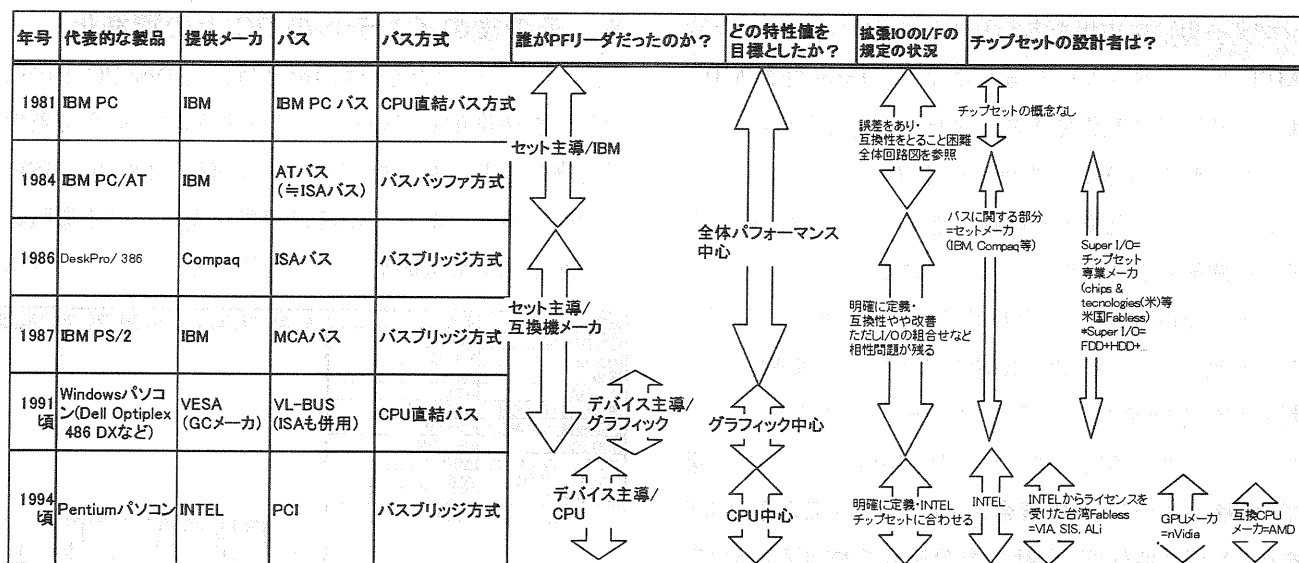 年号 代表的な製品 提供メーカ バス バス方式 誰がPFリーダだったのか? どの特性値を 目標としたか? 拡張IOのI/Fの 規定の状況 チップセットの設計者は?
1981 IBM PC IBM IBM PC バス CPU直結バス方式
チップセットの概念なし
誤差をあり・
互換性をとること困難
全体回路図を参照
セット主導/IBM
1984 IBM PC/AT IBM ATバス
(≒ISAバス) バスバッファ方式
バスに関する部分
=セットメーカ
(IBM, Compaq等)
全体パフォーマンス
中心
1986 DeskPro/ 386 Compaq ISAバス バスブリッジ方式
Super I/O=
チップセット
専業メーカ
(chips &
tecnologies(米)等
米国Fabless)
*Super I/O=
FDD+HDD+...
セット主導/
互換機メーカ
明確に定義・
互換性やや改善
ただしI/Oの組合せなど
相性問題が残る
1987 IBM PS/2 IBM MCAバス バスブリッジ方式
1991
頃
Windowsパソコ
ン(Dell Optiplex
486 DXなど)
VESA
(GCメーカ)
VL-BUS
(ISAも併用)
CPU直結バス
デバイス主導/
グラフィック
グラフィック中心
1994
頃
Pentiumパソコン INTEL PCI バスブリッジ方式
デバイス主導/
CPU
CPU中心
明確に定義・INTEL
チップセットに合わせる
INTEL
INTELからライセンスを
受けた台湾Fabless
=VIA, SIS, ALi
GPUメーカ
=nVidia
互換CPU
メーカ=AMD